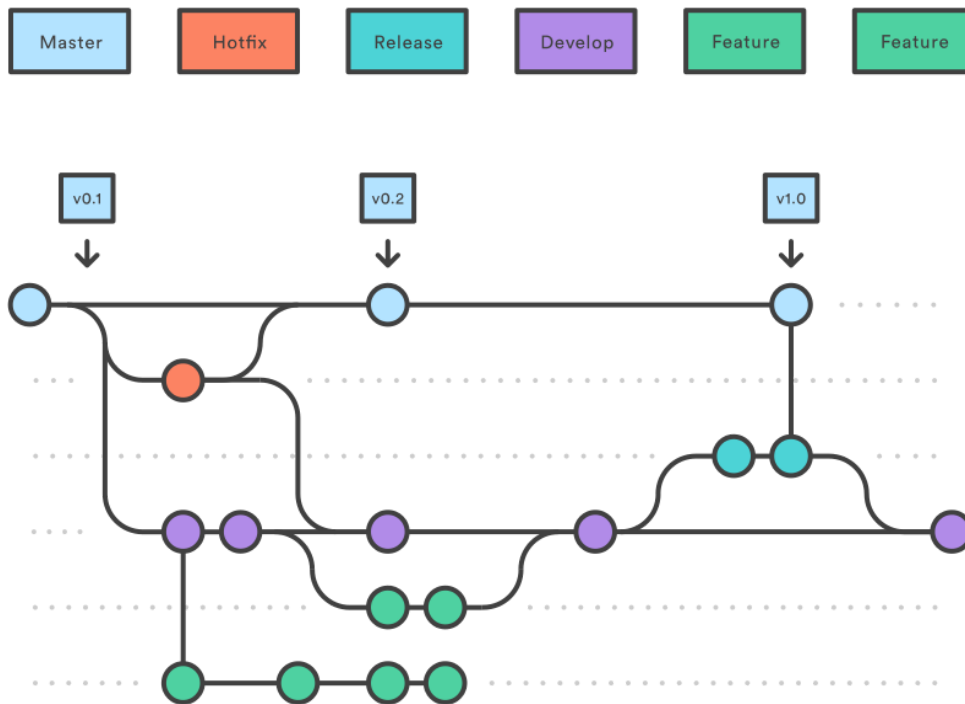 Master
Hotfix
Release
Develop
Feature
Feature
v0.1
v0.2
v1.0